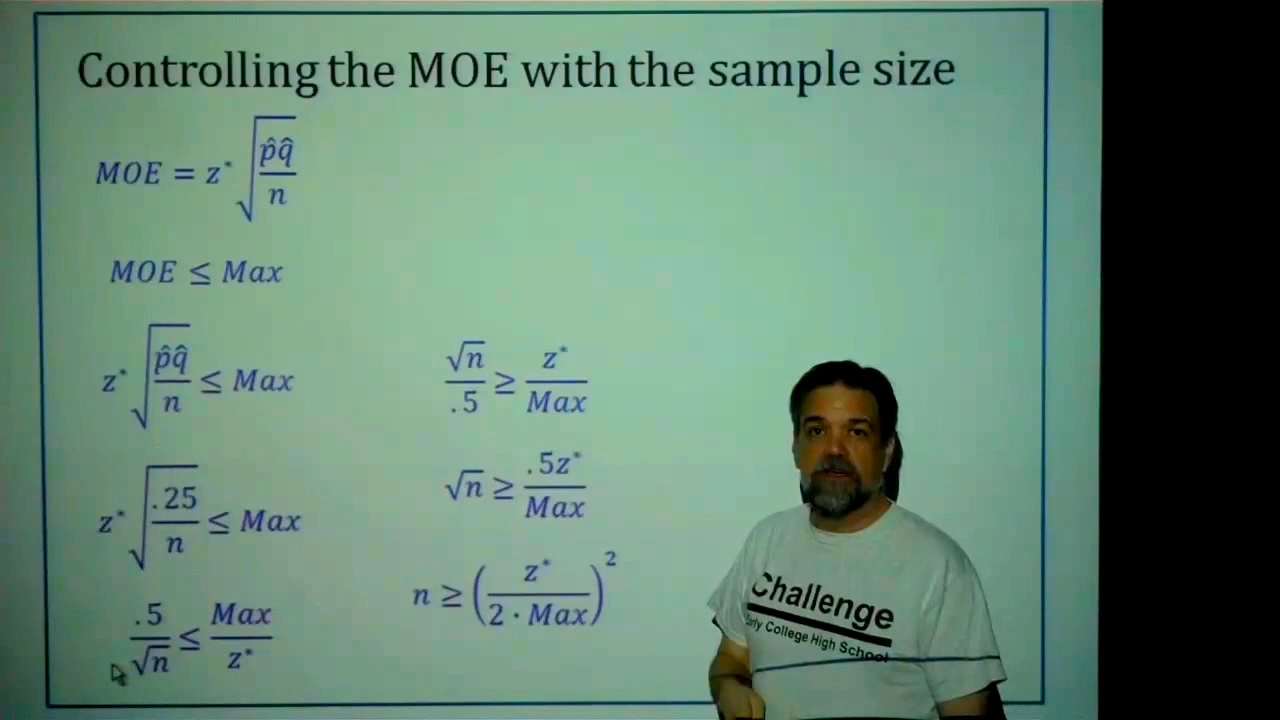 Controlling the MOE with the sample size
MOE = z* √(p̂q̂/n)
MOE ≤ Max
z* √(p̂q̂/n) ≤ Max
z* √(.25/n) ≤ Max
.5/√n ≤ Max/z*
√n/.5 ≥ z*/Max
√n ≥ .5z*/Max
n ≥ (z*/(2 · Max))²
Challenge
Early College High School